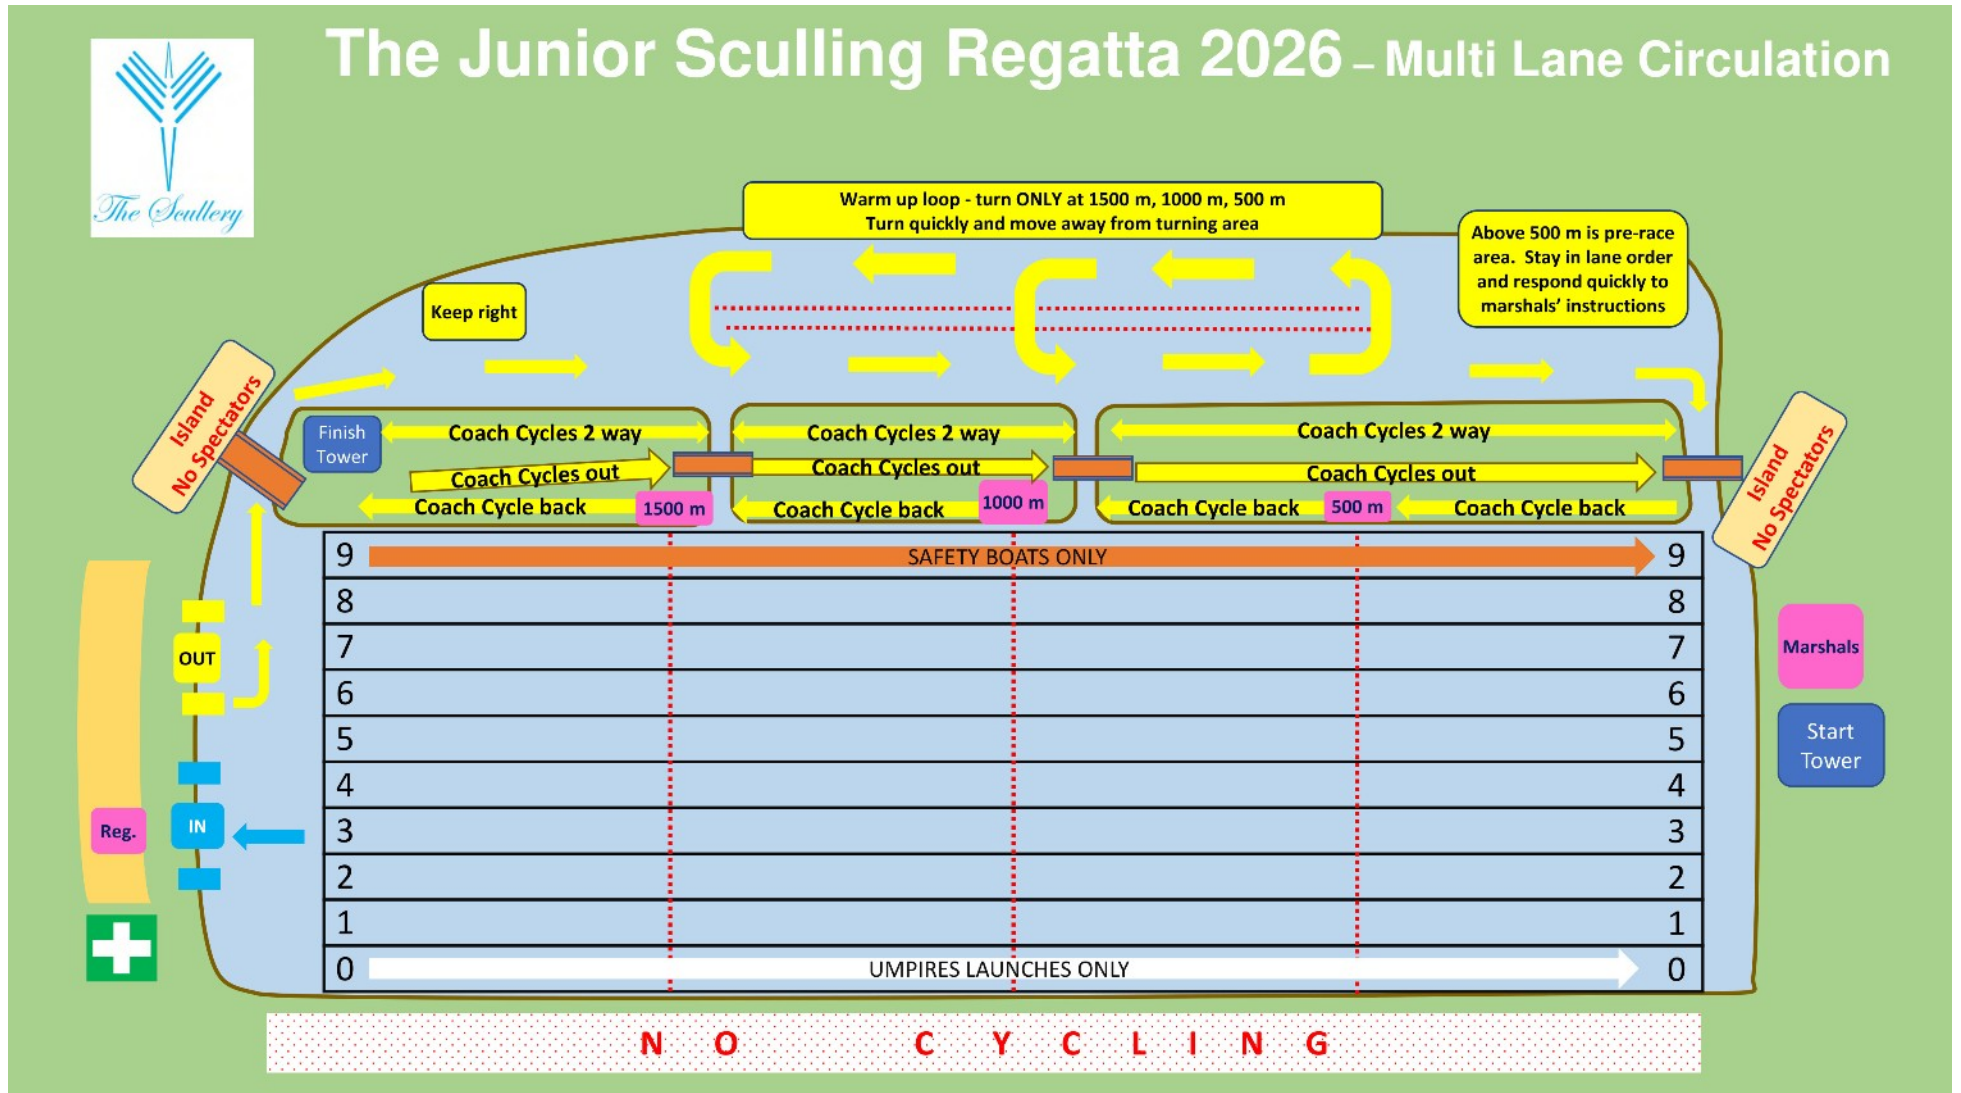 The Junior Sculling Regatta 2026 – Multi Lane Circulation
The Scullery
Warm up loop - turn ONLY at 1500 m, 1000 m, 500 m
Turn quickly and move away from turning area
Above 500 m is pre-race
area. Stay in lane order
and respond quickly to
marshals’ instructions
Keep right
Island
No Spectators
Finish
Tower
Coach Cycles 2 way
Coach Cycles 2 way
Coach Cycles 2 way
Coach Cycles out
Coach Cycles out
Coach Cycles out
Coach Cycle back
1500 m
Coach Cycle back
1000 m
Coach Cycle back
500 m
Coach Cycle back
Island
No Spectators
9 SAFETY BOATS ONLY 9
8 8
7 7
6 6
5 5
4 4
3 3
2 2
1 1
0 UMPIRES LAUNCHES ONLY 0
OUT
IN
Reg.
Marshals
Start
Tower
NO CYCLING